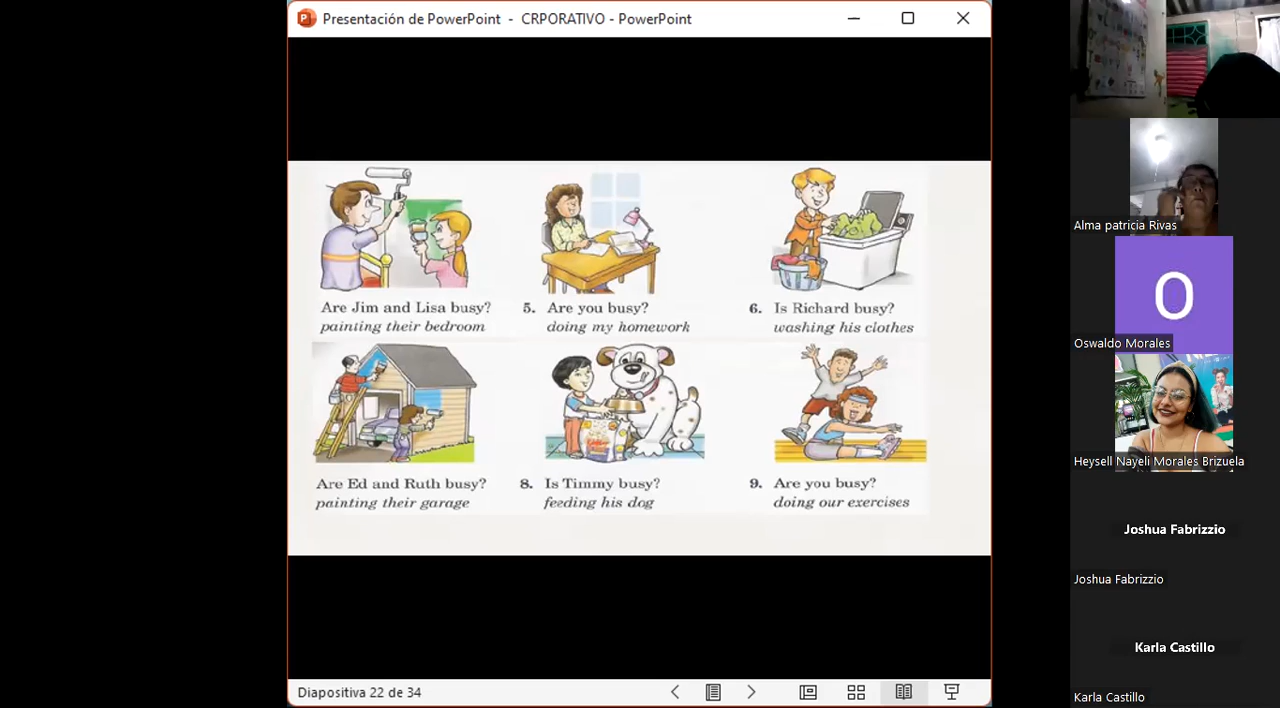 Presentación de PowerPoint - CRPORATIVO - PowerPoint
Are Jim and Lisa busy?
painting their bedroom
5. Are you busy?
doing my homework
6. Is Richard busy?
washing his clothes
Are Ed and Ruth busy?
painting their garage
8. Is Timmy busy?
feeding his dog
9. Are you busy?
doing our exercises
Diapositiva 22 de 34
Alma patricia Rivas
O
Oswaldo Morales
Heysell Nayeli Morales Brizuela
Joshua Fabrizzio
Joshua Fabrizzio
Karla Castillo
Karla Castillo